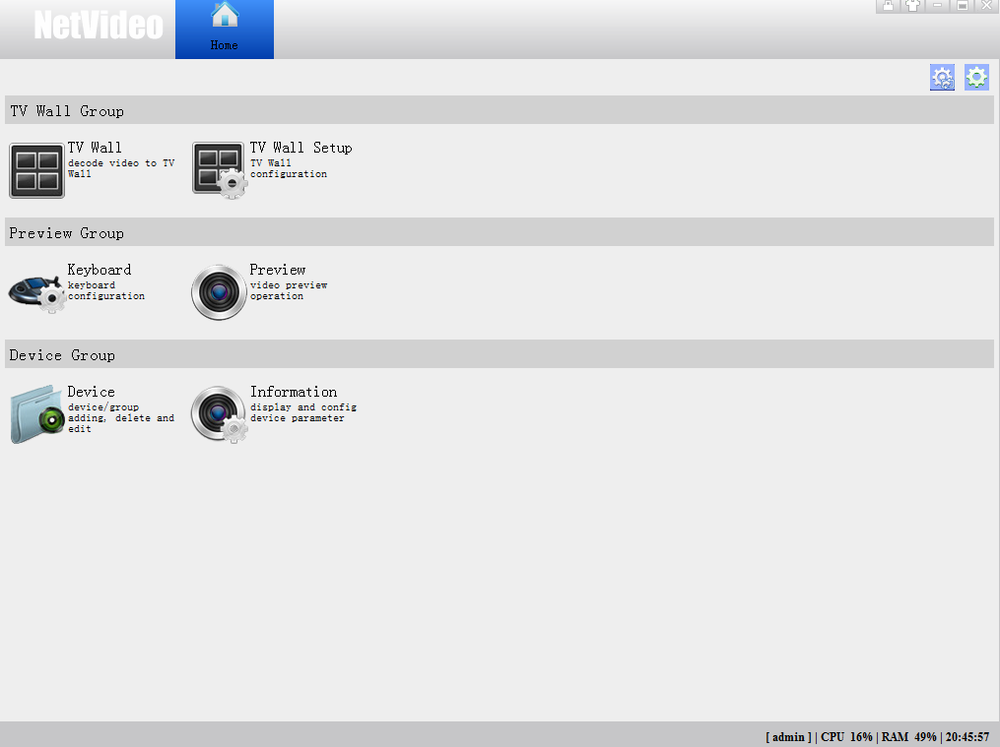 NetVideo
Home
TV Wall Group
TV Wall
decode video to TV
Wall
TV Wall Setup
TV Wall
configuration
Preview Group
Keyboard
keyboard
configuration
Preview
video preview
operation
Device Group
Device
device/group
adding, delete and
edit
Information
display and config
device parameter
[ admin ] | CPU 16% | RAM 49% | 20:45:57